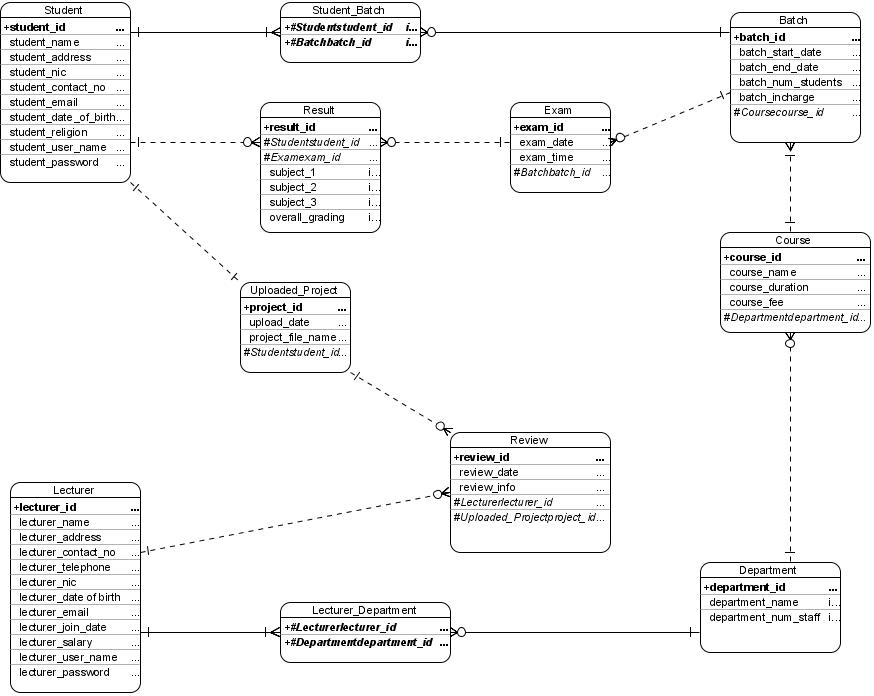 Student
+student_id ...
student_name ...
student_address ...
student_nic ...
student_contact_no ...
student_email ...
student_date_of_birth...
student_religion ...
student_user_name ...
student_password ...
Student_Batch
+#Studentstudent_id i...
+#Batchbatch_id i...
Batch
+batch_id ...
batch_start_date ...
batch_end_date ...
batch_num_students ...
batch_incharge ...
#Coursecourse_id ...
Result
+result_id ...
#Studentstudent_id ...
#Examexam_id ...
subject_1 i...
subject_2 i...
subject_3 i...
overall_grading i...
Exam
+exam_id ...
exam_date ...
exam_time ...
#Batchbatch_id ...
Course
+course_id ...
course_name ...
course_duration ...
course_fee ...
#Departmentdepartment_id...
Uploaded_Project
+project_id ...
upload_date ...
project_file_name ...
#Studentstudent_id...
Review
+review_id ...
review_date ...
review_info ...
#Lecturerlecturer_id ...
#Uploaded_Projectproject_id...
Lecturer
+lecturer_id ...
lecturer_name ...
lecturer_address ...
lecturer_contact_no ...
lecturer_telephone ...
lecturer_nic ...
lecturer_date of birth ...
lecturer_email ...
lecturer_join_date ...
lecturer_salary ...
lecturer_user_name ...
lecturer_password ...
Lecturer_Department
+#Lecturerlecturer_id ...
+#Departmentdepartment_id ...
Department
+department_id ...
department_name i...
department_num_staff i...